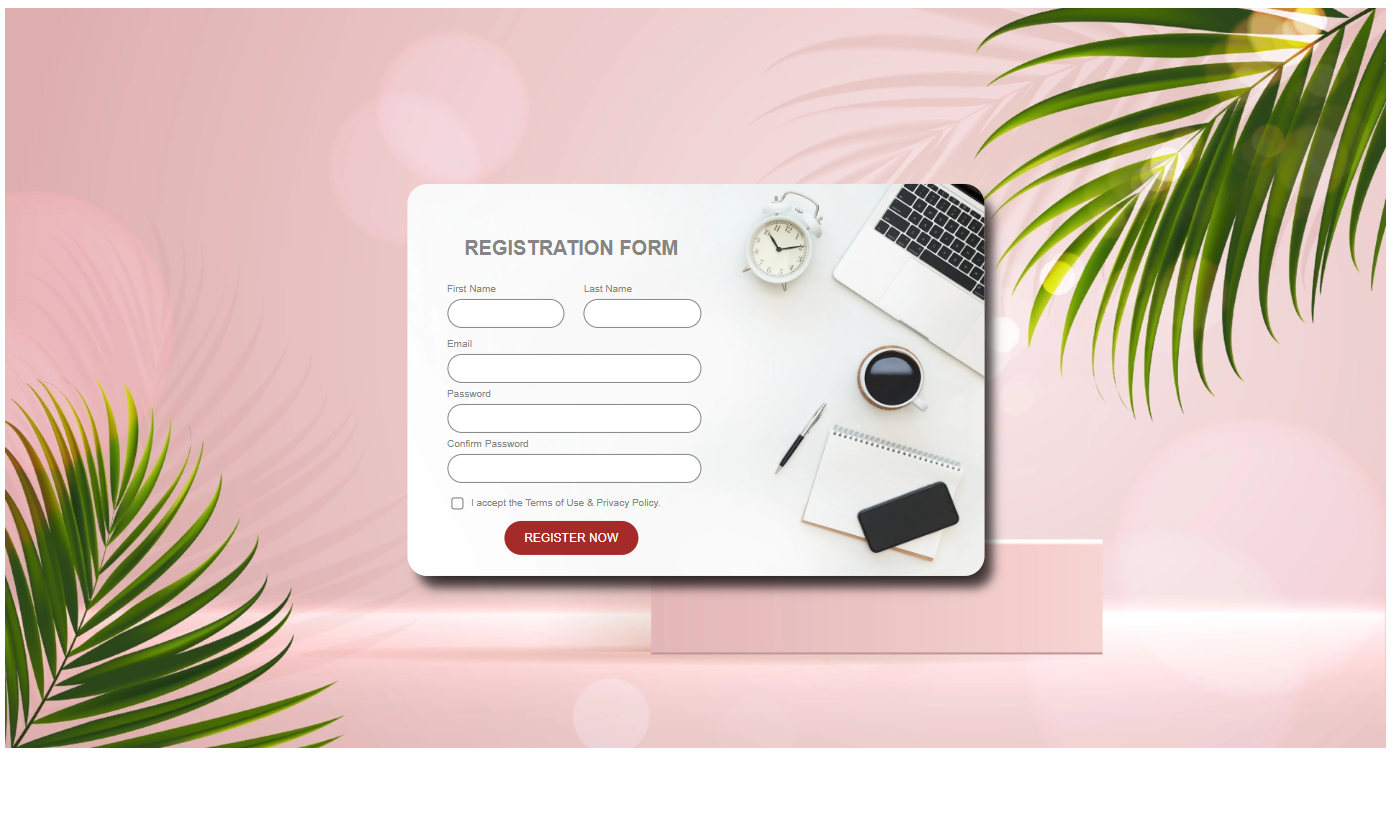 REGISTRATION FORM
First Name Last Name
Email
Password
Confirm Password
I accept the Terms of Use & Privacy Policy.
REGISTER NOW